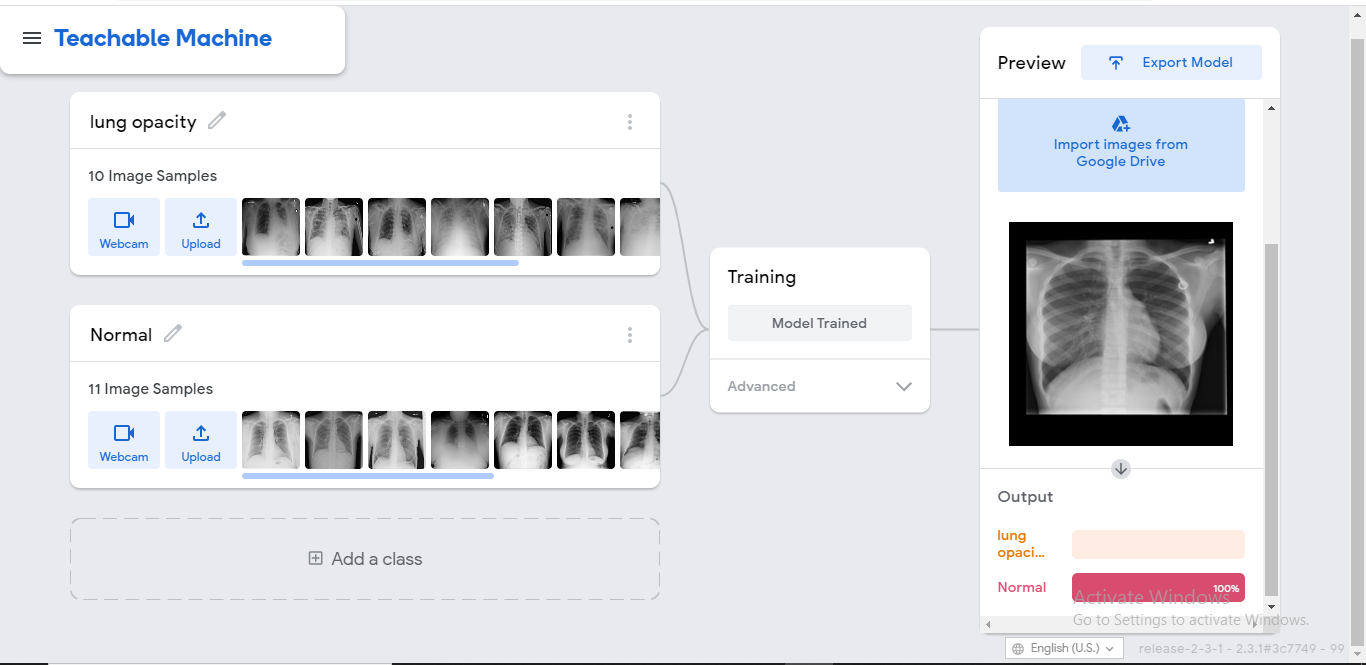 Teachable Machine
lung opacity
10 Image Samples
Webcam
Upload
Normal
11 Image Samples
Webcam
Upload
Add a class
Training
Model Trained
Advanced
Preview
Export Model
Import images from
Google Drive
Output
lung
opaci...
Normal
100%
Activate Windows
Go to Settings to activate Windows.
English (U.S.)
release-2-3-1 - 2.3.1#3c7749 - 99